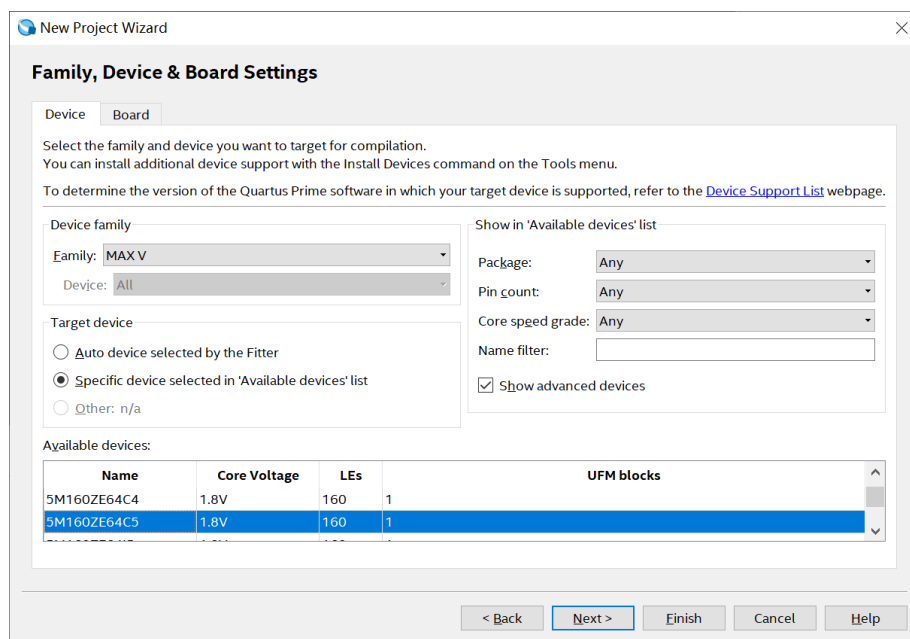 New Project Wizard
Family, Device & Board Settings
Device Board
Select the family and device you want to target for compilation.
You can install additional device support with the Install Devices command on the Tools menu.
To determine the version of the Quartus Prime software in which your target device is supported, refer to the Device Support List webpage.
Device family
Family: MAX V
Device: All
Target device
Auto device selected by the Fitter
Specific device selected in 'Available devices' list
Other: n/a
Show in 'Available devices' list
Package: Any
Pin count: Any
Core speed grade: Any
Name filter:
Show advanced devices
Available devices:
Name Core Voltage LEs UFM blocks
5M160ZE64C4 1.8V 160 1
5M160ZE64C5 1.8V 160 1
< Back Next > Finish Cancel Help